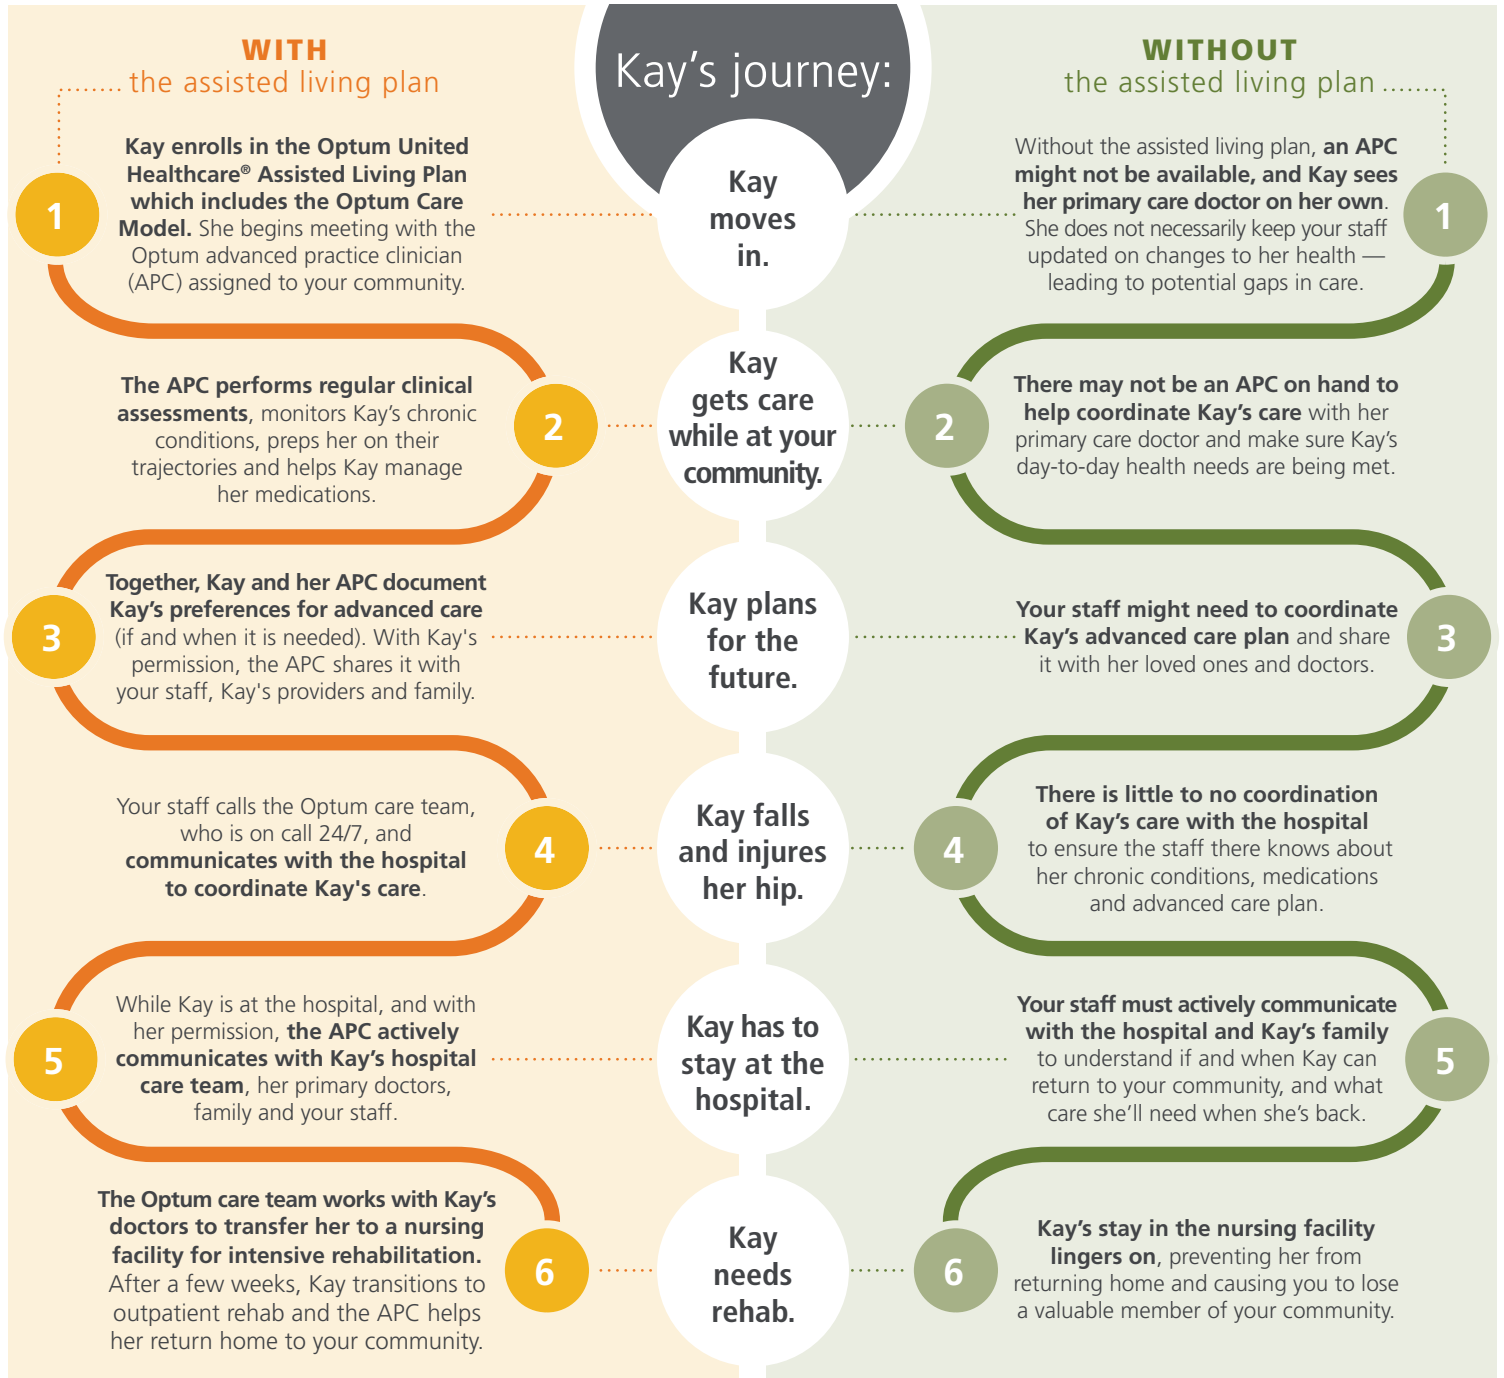 Kay's journey:
WITH
the assisted living plan
WITHOUT
the assisted living plan
1
Kay enrolls in the Optum United
Healthcare® Assisted Living Plan
which includes the Optum Care
Model. She begins meeting with the
Optum advanced practice clinician
(APC) assigned to your community.
Kay
moves
in.
Without the assisted living plan, an APC
might not be available, and Kay sees
her primary care doctor on her own.
She does not necessarily keep your staff
updated on changes to her health —
leading to potential gaps in care.
1
The APC performs regular clinical
assessments, monitors Kay’s chronic
conditions, preps her on their
trajectories and helps Kay manage
her medications.
2
Kay
gets care
while at your
community.
2
There may not be an APC on hand to
help coordinate Kay’s care with her
primary care doctor and make sure Kay’s
day-to-day health needs are being met.
3
Together, Kay and her APC document
Kay’s preferences for advanced care
(if and when it is needed). With Kay's
permission, the APC shares it with
your staff, Kay's providers and family.
Kay plans
for the
future.
Your staff might need to coordinate
Kay’s advanced care plan and share
it with her loved ones and doctors.
3
Your staff calls the Optum care team,
who is on call 24/7, and
communicates with the hospital
to coordinate Kay's care.
4
Kay falls
and injures
her hip.
4
There is little to no coordination
of Kay’s care with the hospital
to ensure the staff there knows about
her chronic conditions, medications
and advanced care plan.
5
While Kay is at the hospital, and with
her permission, the APC actively
communicates with Kay’s hospital
care team, her primary doctors,
family and your staff.
Kay has to
stay at the
hospital.
Your staff must actively communicate
with the hospital and Kay’s family
to understand if and when Kay can
return to your community, and what
care she’ll need when she’s back.
5
The Optum care team works with Kay’s
doctors to transfer her to a nursing
facility for intensive rehabilitation.
After a few weeks, Kay transitions to
outpatient rehab and the APC helps
her return home to your community.
6
Kay
needs
rehab.
6
Kay’s stay in the nursing facility
lingers on, preventing her from
returning home and causing you to lose
a valuable member of your community.